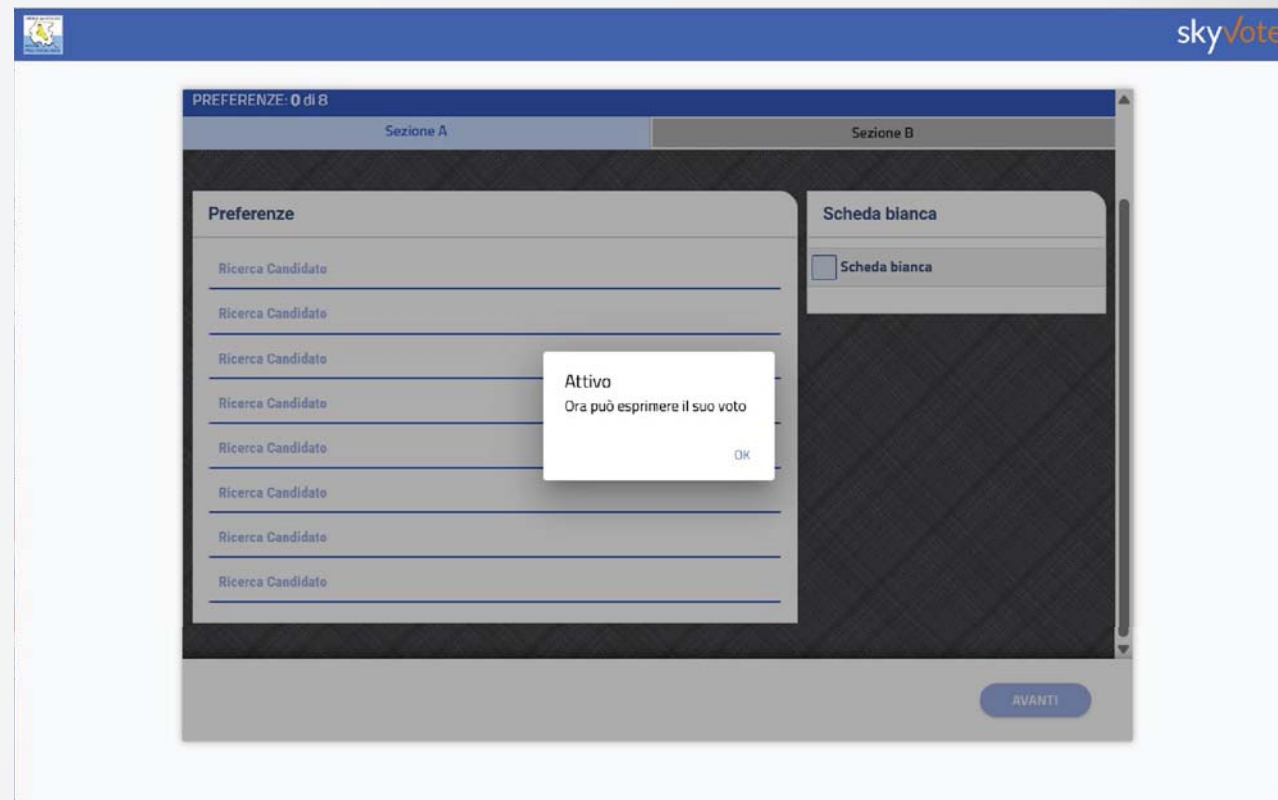 skyvote
PREFERENZE: 0 di 8
Sezione A
Sezione B
Preferenze
Ricerca Candidato
Ricerca Candidato
Ricerca Candidato
Ricerca Candidato
Ricerca Candidato
Ricerca Candidato
Ricerca Candidato
Ricerca Candidato
Scheda bianca
Scheda bianca
Attivo
Ora può esprimere il suo voto
OK
AVANTI